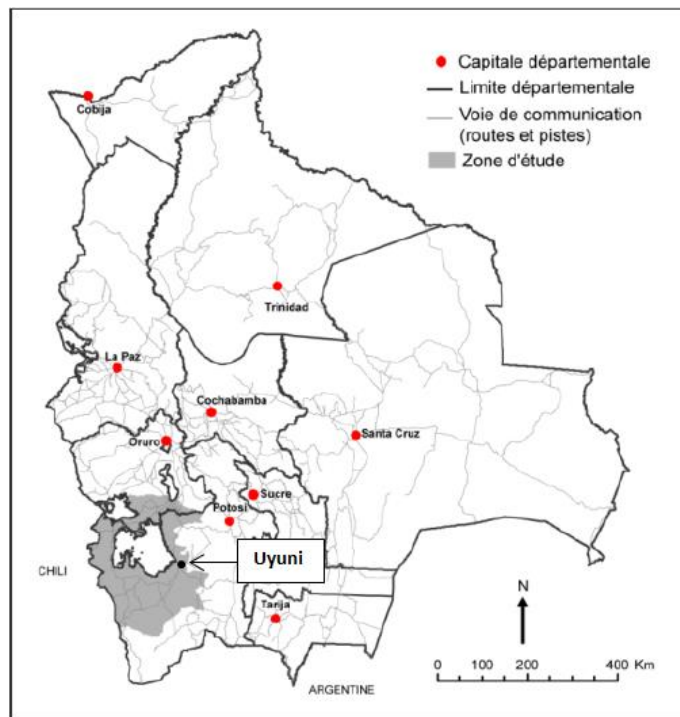 Capitale départementale
Limite départementale
Voie de communication
(routes et pistes)
Zone d'étude
Cobija
Trinidad
La Paz
Cochabamba
Oruro
Santa Cruz
Sucre
Potosi
Uyuni
CHILI
Tarija
N
0 100 200 400 Km
ARGENTINE